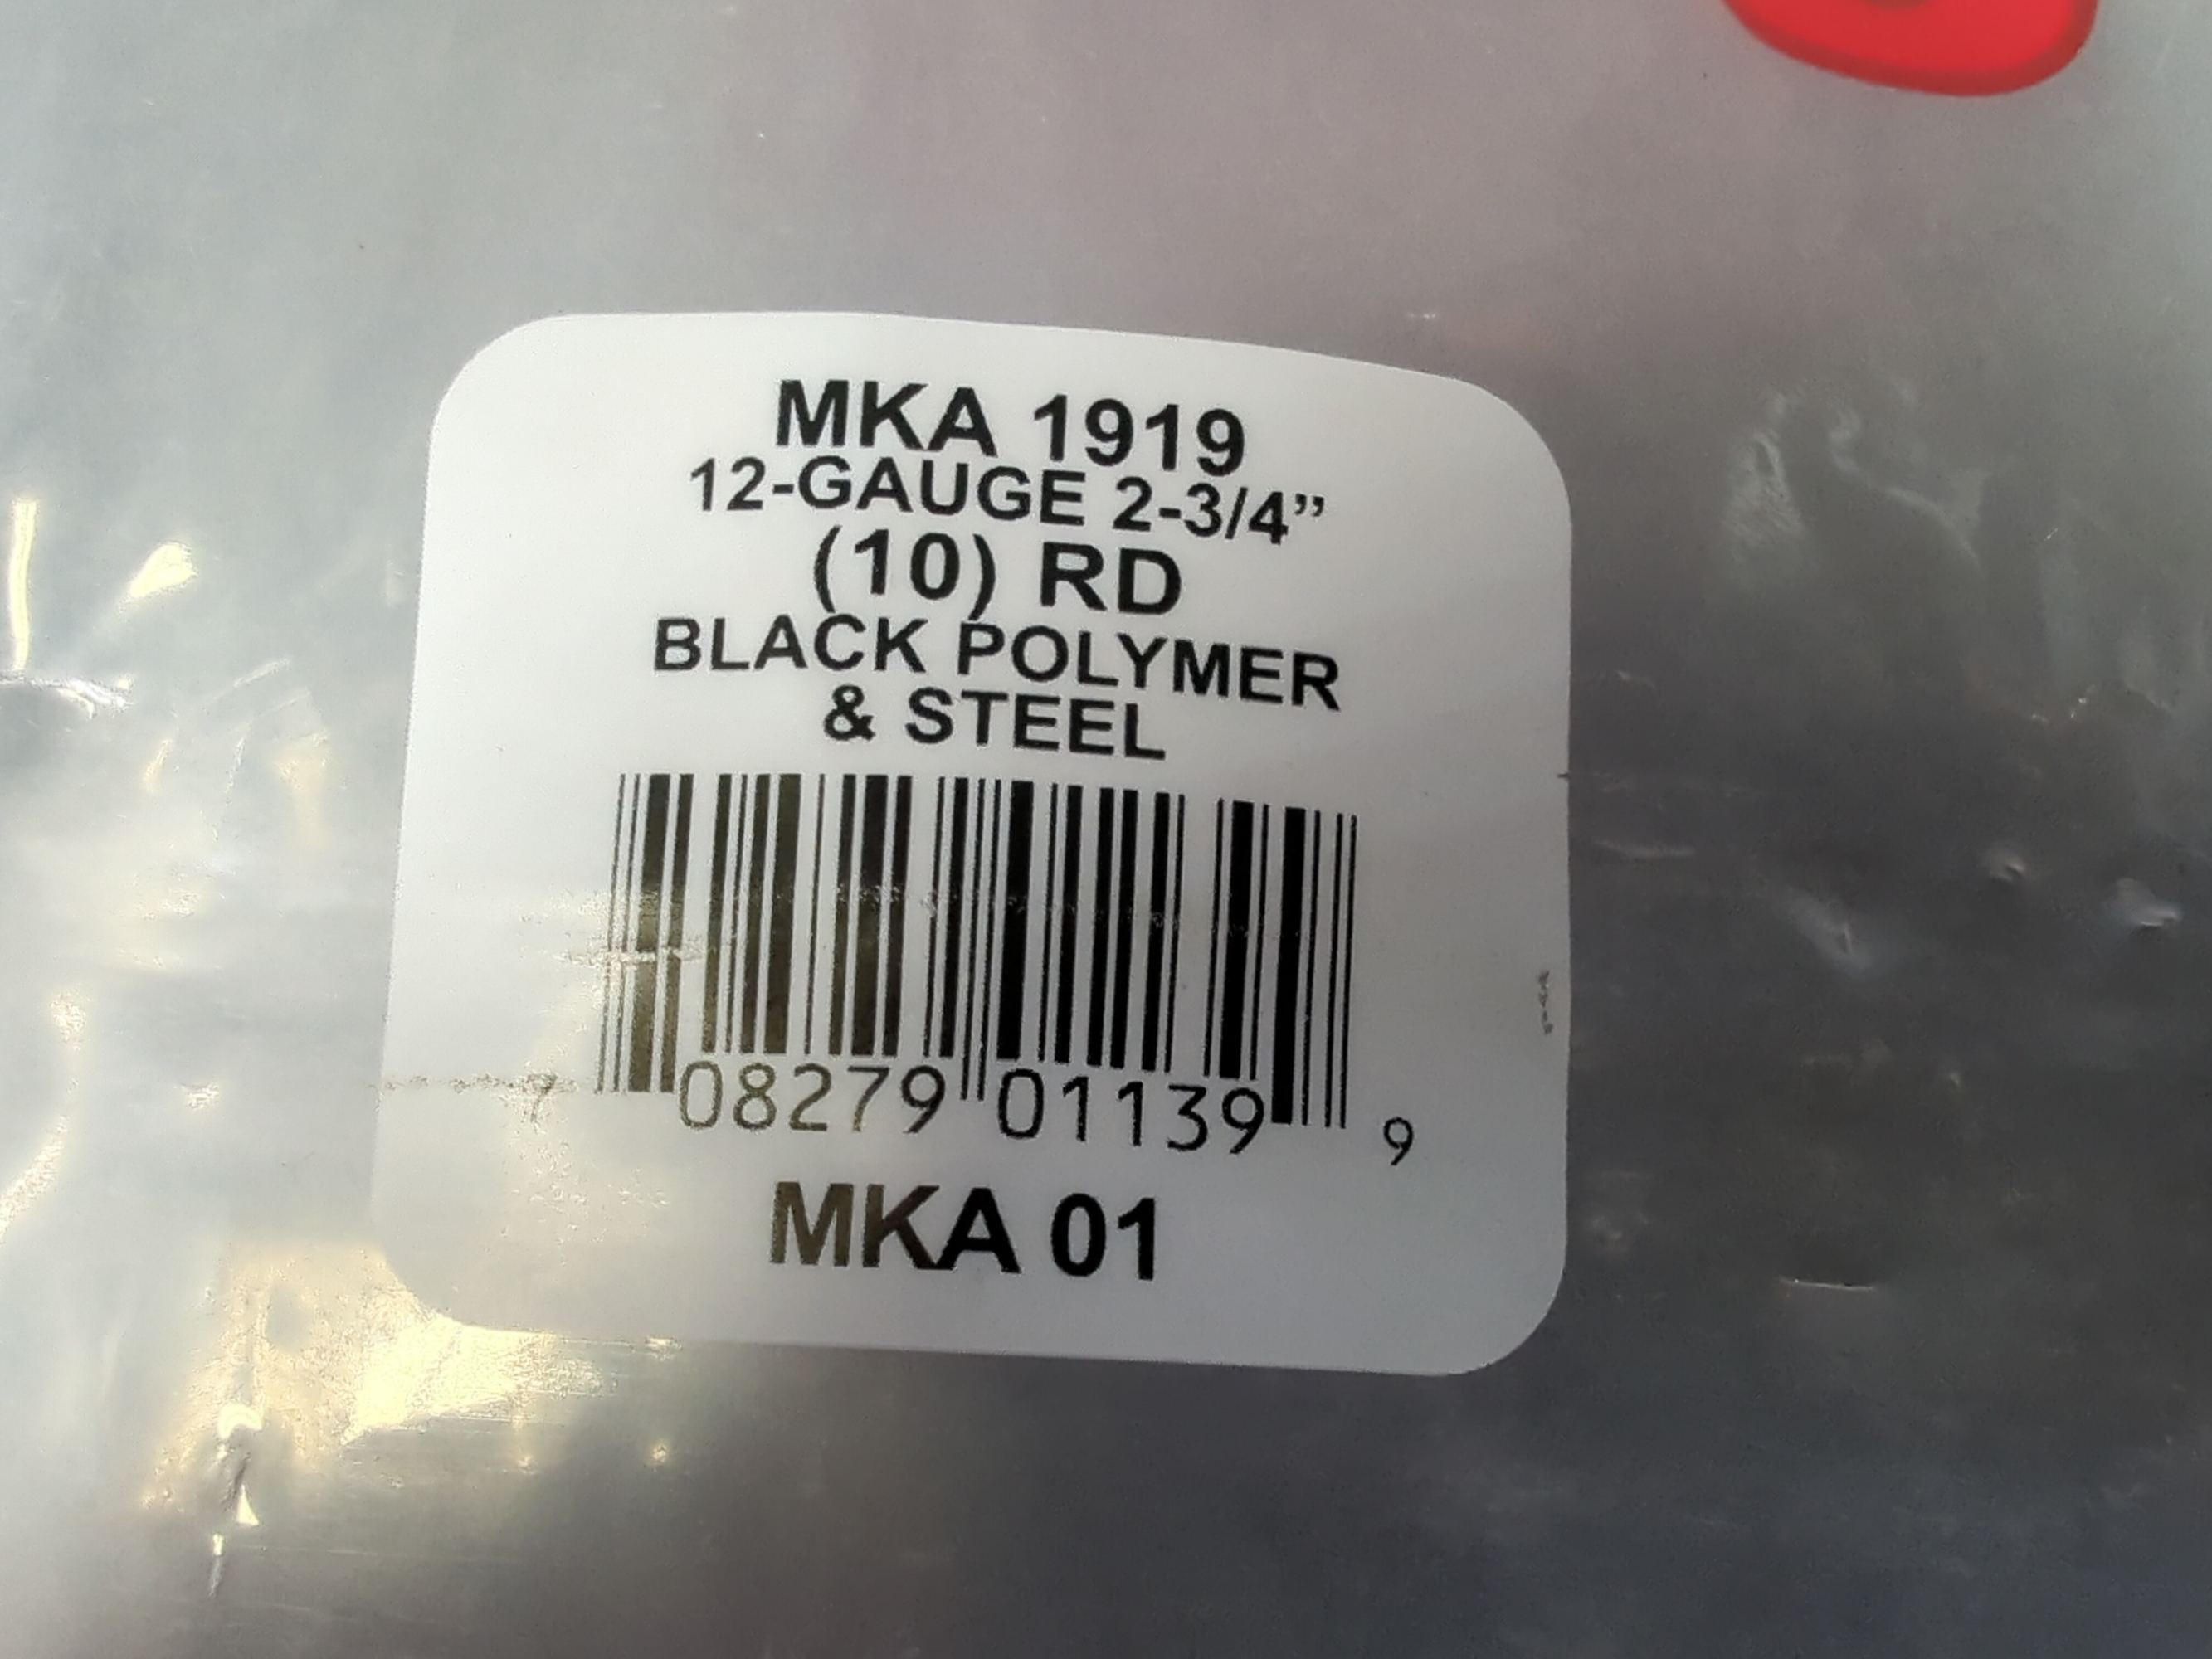 MKA 1919
12-GAUGE 2-3/4”
(10) RD
BLACK POLYMER
& STEEL
7 08279 01139 9
MKA 01